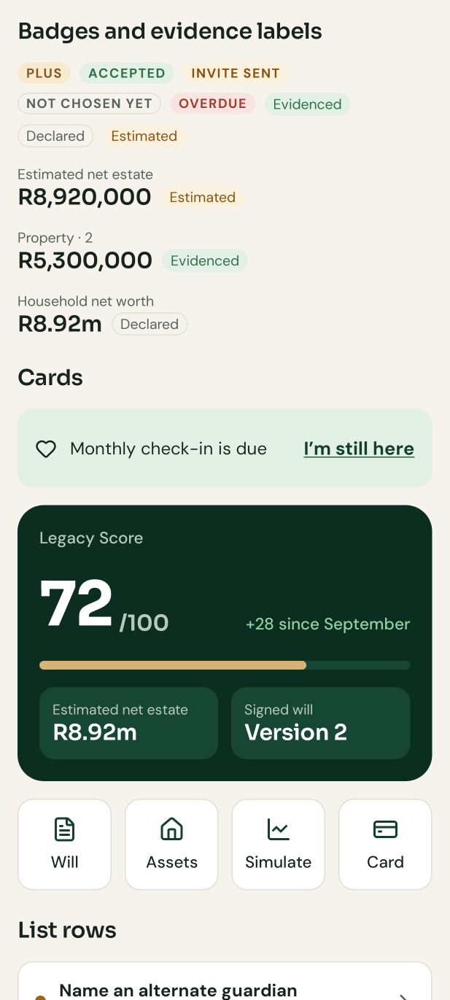 Badges and evidence labels
PLUS ACCEPTED INVITE SENT
NOT CHOSEN YET OVERDUE Evidenced
Declared Estimated
Estimated net estate
R8,920,000 Estimated
Property · 2
R5,300,000 Evidenced
Household net worth
R8.92m Declared
Cards
Monthly check-in is due I’m still here
Legacy Score
72 /100 +28 since September
Estimated net estate Signed will
R8.92m Version 2
Will Assets Simulate Card
List rows
Name an alternate guardian